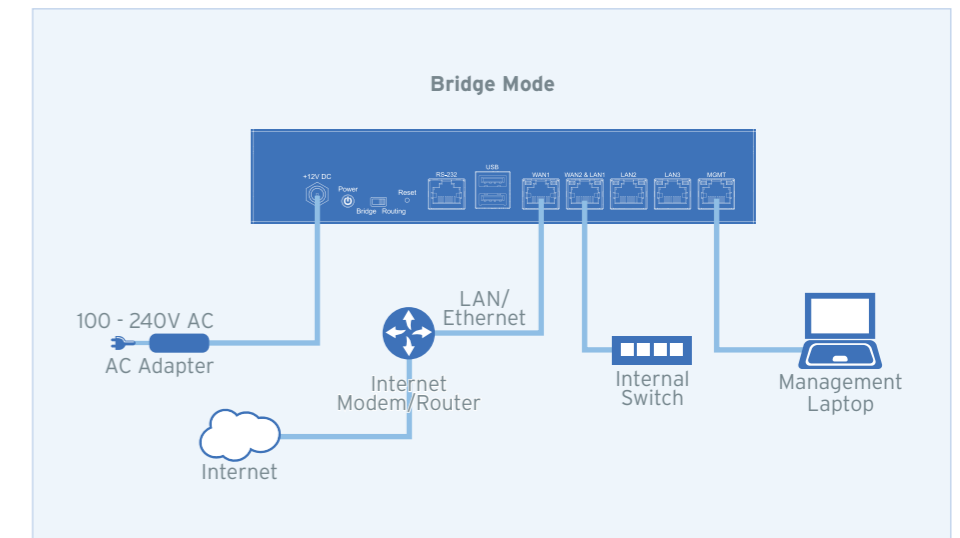 Bridge Mode
+12V DC
Power
Bridge Routing
Reset
RS-232
USB
WAN1
WAN2 & LAN1
LAN2
LAN3
MGMT
100 - 240V AC
AC Adapter
LAN/
Ethernet
Internet
Modem/Router
Internet
Internal
Switch
Management
Laptop